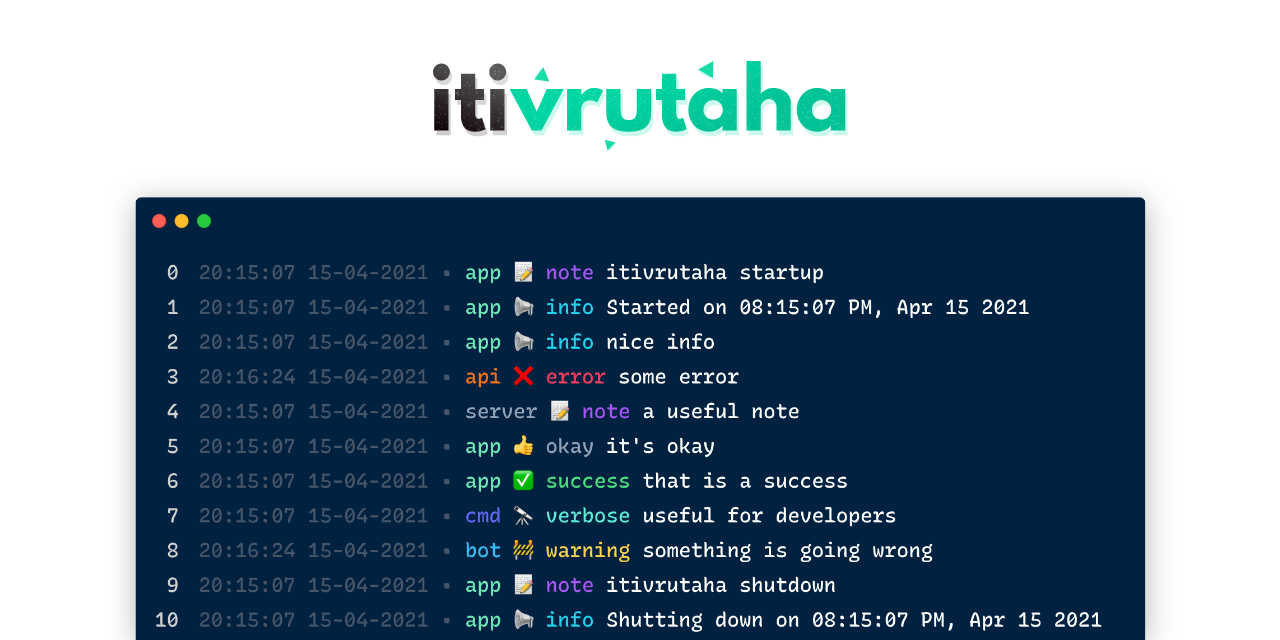 itivrutaha
0 20:15:07 15-04-2021 • app 📝 note itivrutaha startup
1 20:15:07 15-04-2021 • app 📢 info Started on 08:15:07 PM, Apr 15 2021
2 20:15:07 15-04-2021 • app 📢 info nice info
3 20:16:24 15-04-2021 • api ❌ error some error
4 20:15:07 15-04-2021 • server 📝 note a useful note
5 20:15:07 15-04-2021 • app 👍 okay it's okay
6 20:15:07 15-04-2021 • app ✅ success that is a success
7 20:15:07 15-04-2021 • cmd 🔭 verbose useful for developers
8 20:16:24 15-04-2021 • bot 🚧 warning something is going wrong
9 20:15:07 15-04-2021 • app 📝 note itivrutaha shutdown
10 20:15:07 15-04-2021 • app 📢 info Shutting down on 08:15:07 PM, Apr 15 2021